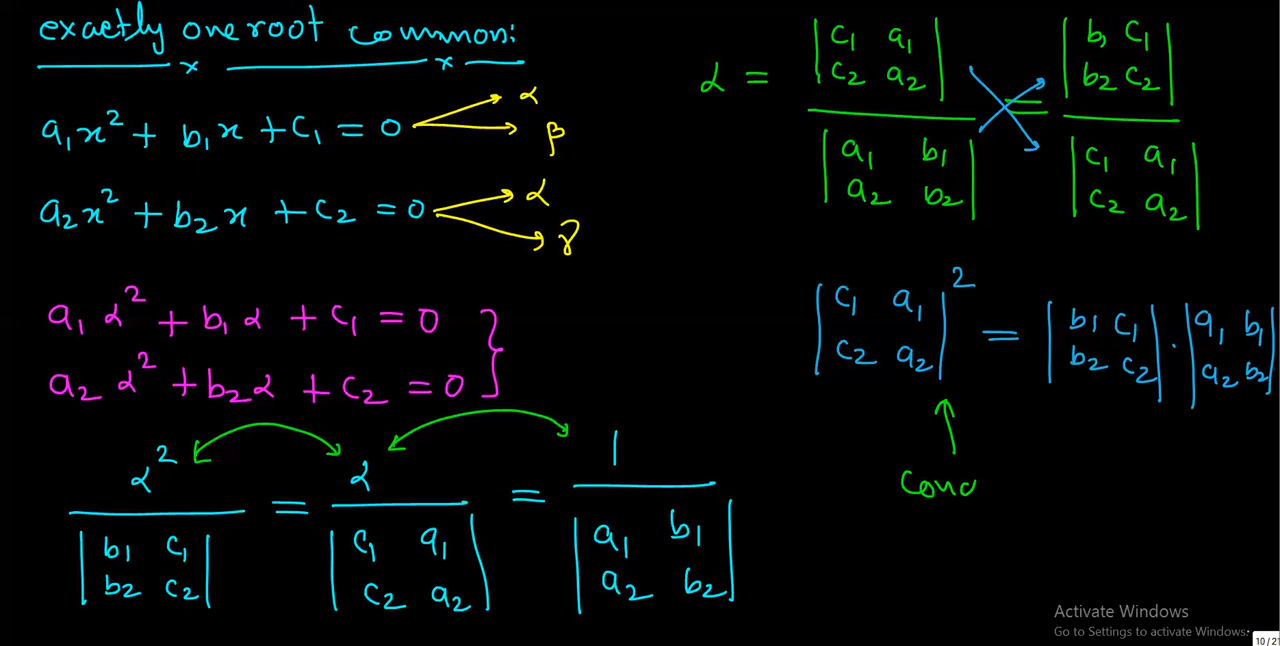 exactly one root common:
a₁x² + b₁x + c₁ = 0
α
β
a₂x² + b₂x + c₂ = 0
α
γ
a₁α² + b₁α + c₁ = 0
a₂α² + b₂α + c₂ = 0 }
α² / |b₁ c₁; b₂ c₂| = α / |c₁ a₁; c₂ a₂| = 1 / |a₁ b₁; a₂ b₂|
α = |c₁ a₁; c₂ a₂| / |a₁ b₁; a₂ b₂| = |b₁ c₁; b₂ c₂| / |c₁ a₁; c₂ a₂|
|c₁ a₁; c₂ a₂|² = |b₁ c₁; b₂ c₂| · |a₁ b₁; a₂ b₂|
cond
Activate Windows
Go to Settings to activate Windows.
10 / 21